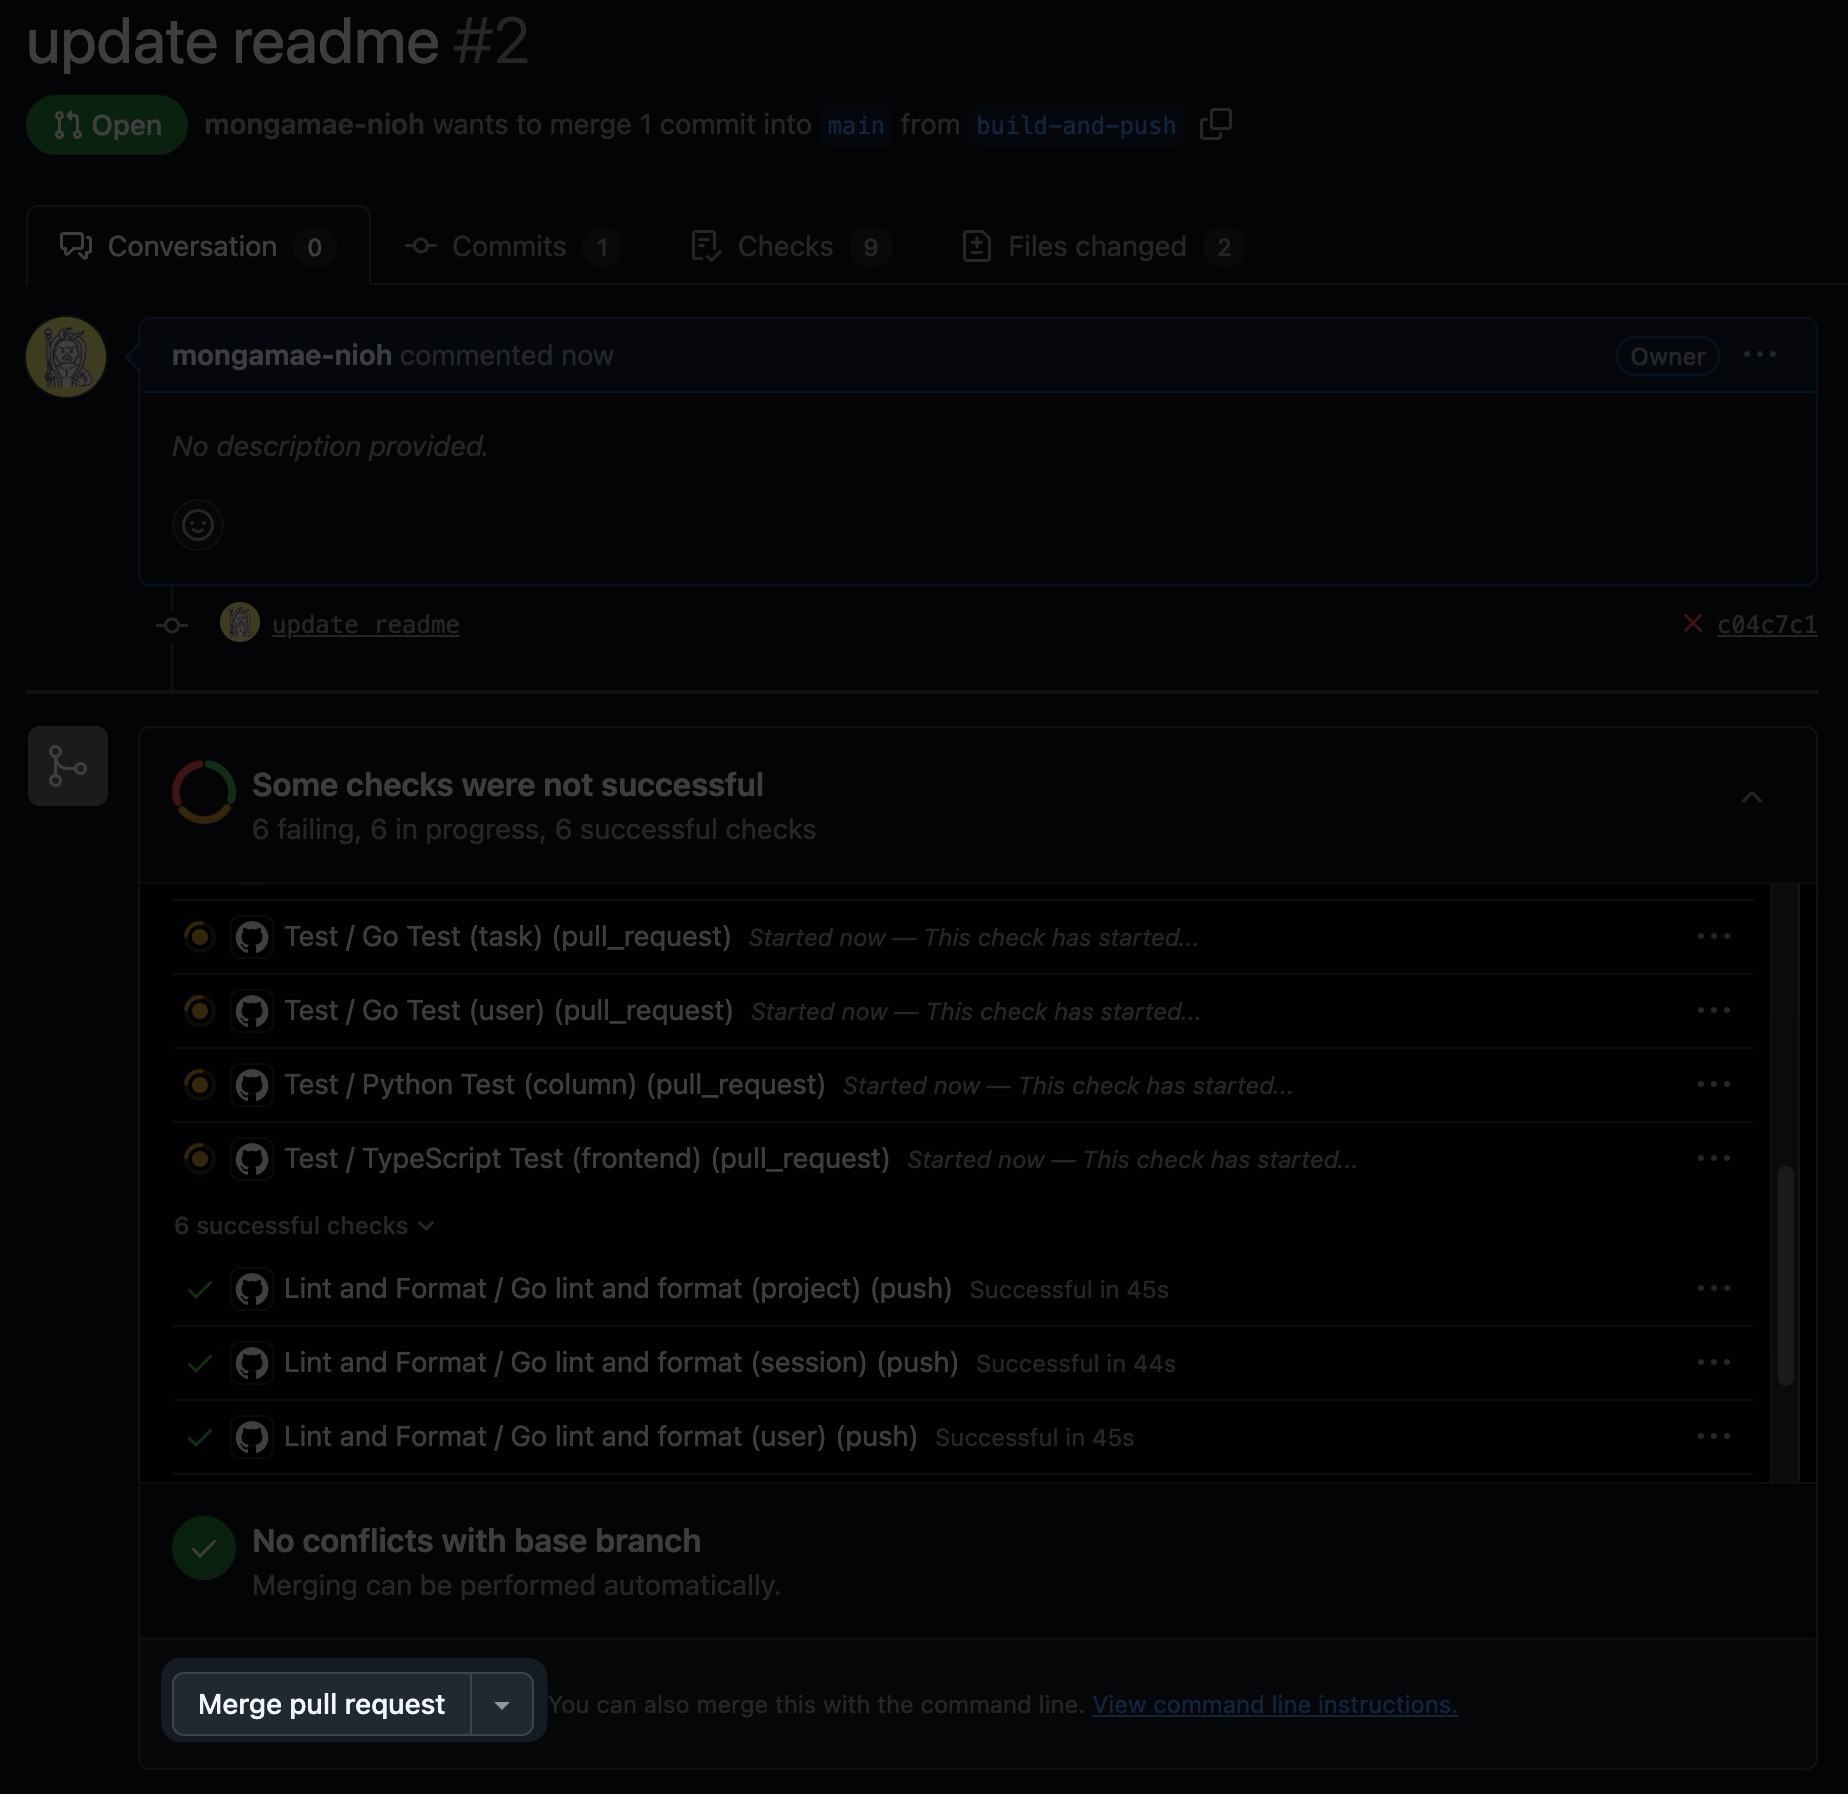 update readme #2
Open mongamae-nioh wants to merge 1 commit into main from build-and-push
Conversation 0 Commits 1 Checks 9 Files changed 2
mongamae-nioh commented now Owner
No description provided.
update readme c04c7c1
Some checks were not successful
6 failing, 6 in progress, 6 successful checks
Test / Go Test (task) (pull_request) Started now — This check has started...
Test / Go Test (user) (pull_request) Started now — This check has started...
Test / Python Test (column) (pull_request) Started now — This check has started...
Test / TypeScript Test (frontend) (pull_request) Started now — This check has started...
6 successful checks
Lint and Format / Go lint and format (project) (push) Successful in 45s
Lint and Format / Go lint and format (session) (push) Successful in 44s
Lint and Format / Go lint and format (user) (push) Successful in 45s
No conflicts with base branch
Merging can be performed automatically.
Merge pull request You can also merge this with the command line. View command line instructions.